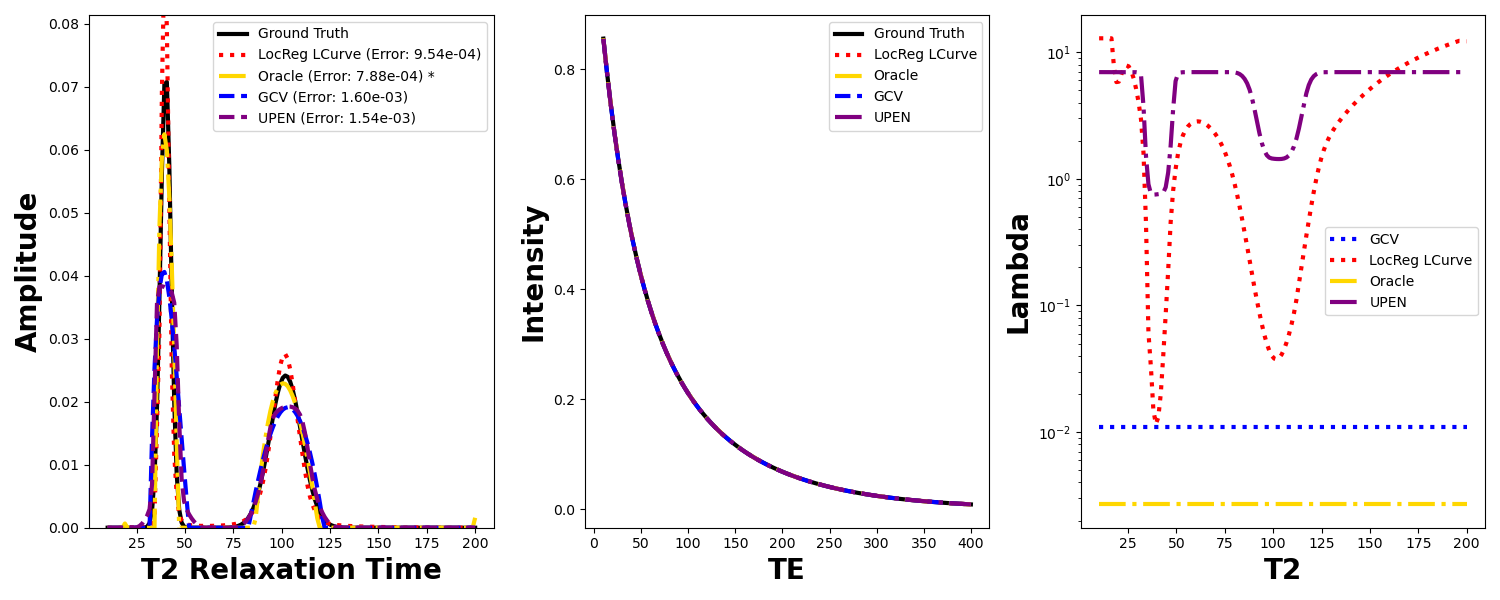 0.08
0.07
0.06
0.05
0.04
0.03
0.02
0.01
0.00
Amplitude
25 50 75 100 125 150 175 200
T2 Relaxation Time
Ground Truth
LocReg LCurve (Error: 9.54e-04)
Oracle (Error: 7.88e-04) *
GCV (Error: 1.60e-03)
UPEN (Error: 1.54e-03)
0.8
0.6
0.4
0.2
0.0
Intensity
0 50 100 150 200 250 300 350 400
TE
Ground Truth
LocReg LCurve
Oracle
GCV
UPEN
10¹
10⁰
10⁻¹
10⁻²
Lambda
25 50 75 100 125 150 175 200
T2
GCV
LocReg LCurve
Oracle
UPEN